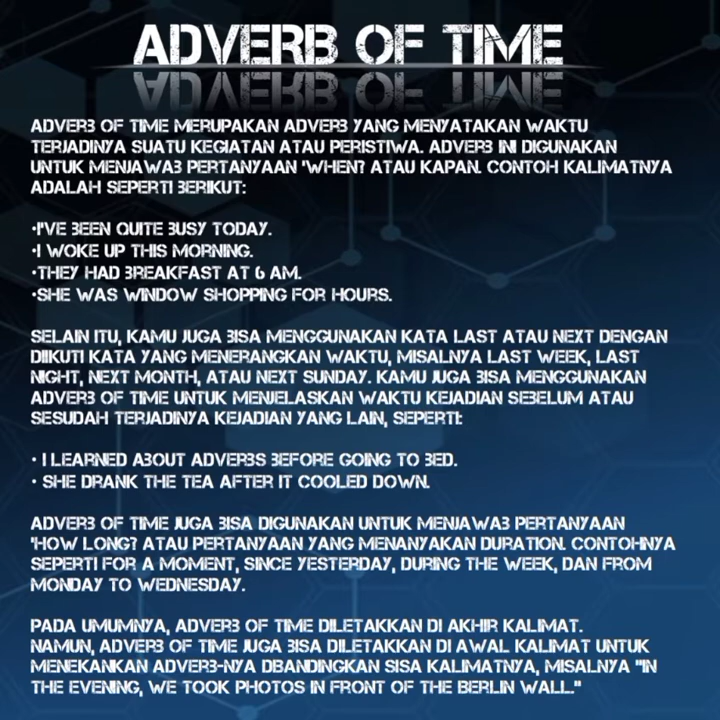 ADVERB OF TIME
ADVERB OF TIME MERUPAKAN ADVERB YANG MENYATAKAN WAKTU
TERJADINYA SUATU KEGIATAN ATAU PERISTIWA. ADVERB INI DIGUNAKAN
UNTUK MENJAWAB PERTANYAAN 'WHEN? ATAU KAPAN. CONTOH KALIMATNYA
ADALAH SEPERTI BERIKUT:
•I'VE BEEN QUITE BUSY TODAY.
•I WOKE UP THIS MORNING.
•THEY HAD BREAKFAST AT 6 AM.
•SHE WAS WINDOW SHOPPING FOR HOURS.
SELAIN ITU, KAMU JUGA BISA MENGGUNAKAN KATA LAST ATAU NEXT DENGAN
DIIKUTI KATA YANG MENERANGKAN WAKTU, MISALNYA LAST WEEK, LAST
NIGHT, NEXT MONTH, ATAU NEXT SUNDAY. KAMU JUGA BISA MENGGUNAKAN
ADVERB OF TIME UNTUK MENJELASKAN WAKTU KEJADIAN SEBELUM ATAU
SESUDAH TERJADINYA KEJADIAN YANG LAIN, SEPERTI:
• I LEARNED ABOUT ADVERBS BEFORE GOING TO BED.
• SHE DRANK THE TEA AFTER IT COOLED DOWN.
ADVERB OF TIME JUGA BISA DIGUNAKAN UNTUK MENJAWAB PERTANYAAN
'HOW LONG? ATAU PERTANYAAN YANG MENANYAKAN DURATION. CONTOHNYA
SEPERTI FOR A MOMENT, SINCE YESTERDAY, DURING THE WEEK, DAN FROM
MONDAY TO WEDNESDAY.
PADA UMUMNYA, ADVERB OF TIME DILETAKKAN DI AKHIR KALIMAT.
NAMUN, ADVERB OF TIME JUGA BISA DILETAKKAN DI AWAL KALIMAT UNTUK
MENEKANKAN ADVERB-NYA DBANDINGKAN SISA KALIMATNYA, MISALNYA "IN
THE EVENING, WE TOOK PHOTOS IN FRONT OF THE BERLIN WALL."